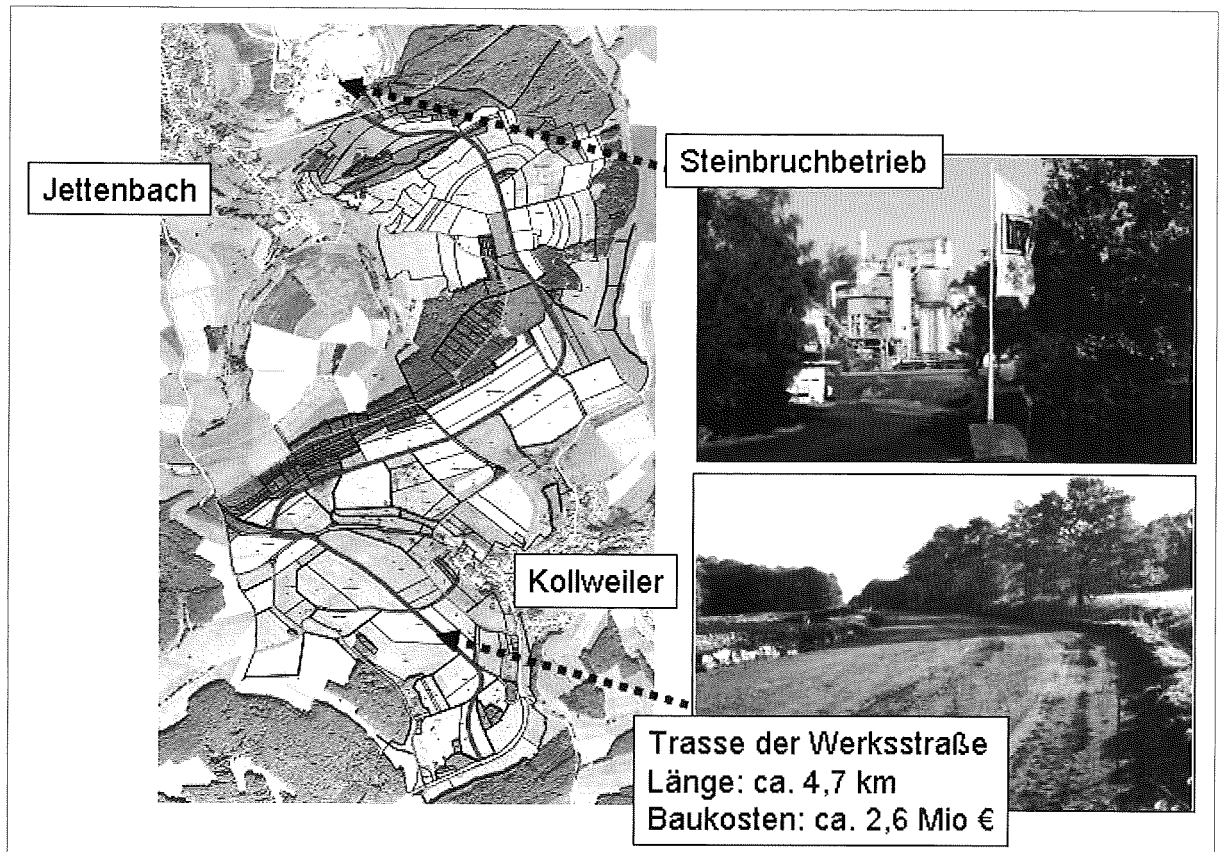 Jettenbach
Steinbruchbetrieb
Kollweiler
Trasse der Werksstraße
Länge: ca. 4,7 km
Baukosten: ca. 2,6 Mio €